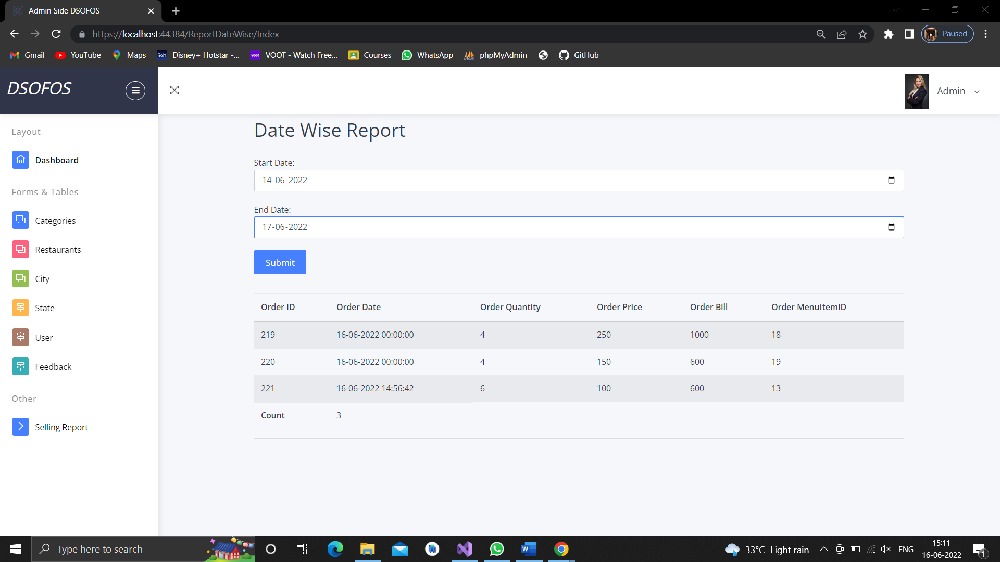 Admin Side DSOFOS
https://localhost:44384/ReportDateWise/Index
Paused
Gmail YouTube Maps Disney+ Hotstar -... VOOT - Watch Free... Courses WhatsApp phpMyAdmin GitHub
DSOFOS
Admin
Layout
Dashboard
Forms & Tables
Categories
Restaurants
City
State
User
Feedback
Other
Selling Report
Date Wise Report
Start Date:
14-06-2022
End Date:
17-06-2022
Submit
Order ID Order Date Order Quantity Order Price Order Bill Order MenuItemID
219 16-06-2022 00:00:00 4 250 1000 18
220 16-06-2022 00:00:00 4 150 600 19
221 16-06-2022 14:56:42 6 100 600 13
Count 3
Type here to search
33°C Light rain
ENG
15:11
16-06-2022
1